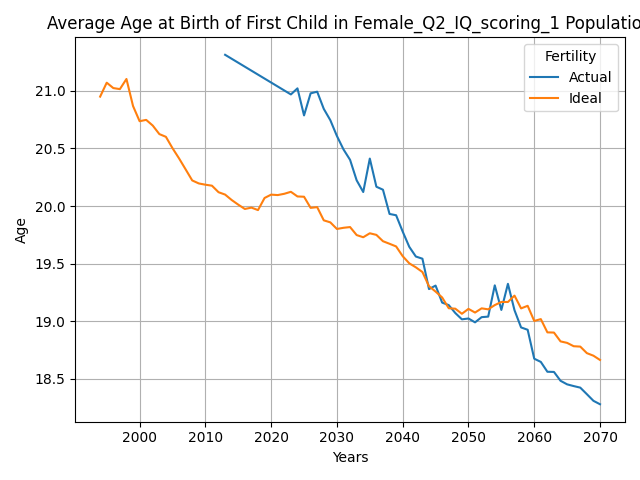 Average Age at Birth of First Child in Female_Q2_IQ_scoring_1 Populatio
Fertility
Actual
Ideal
21.0
20.5
20.0
19.5
19.0
18.5
Age
2000 2010 2020 2030 2040 2050 2060 2070
Years